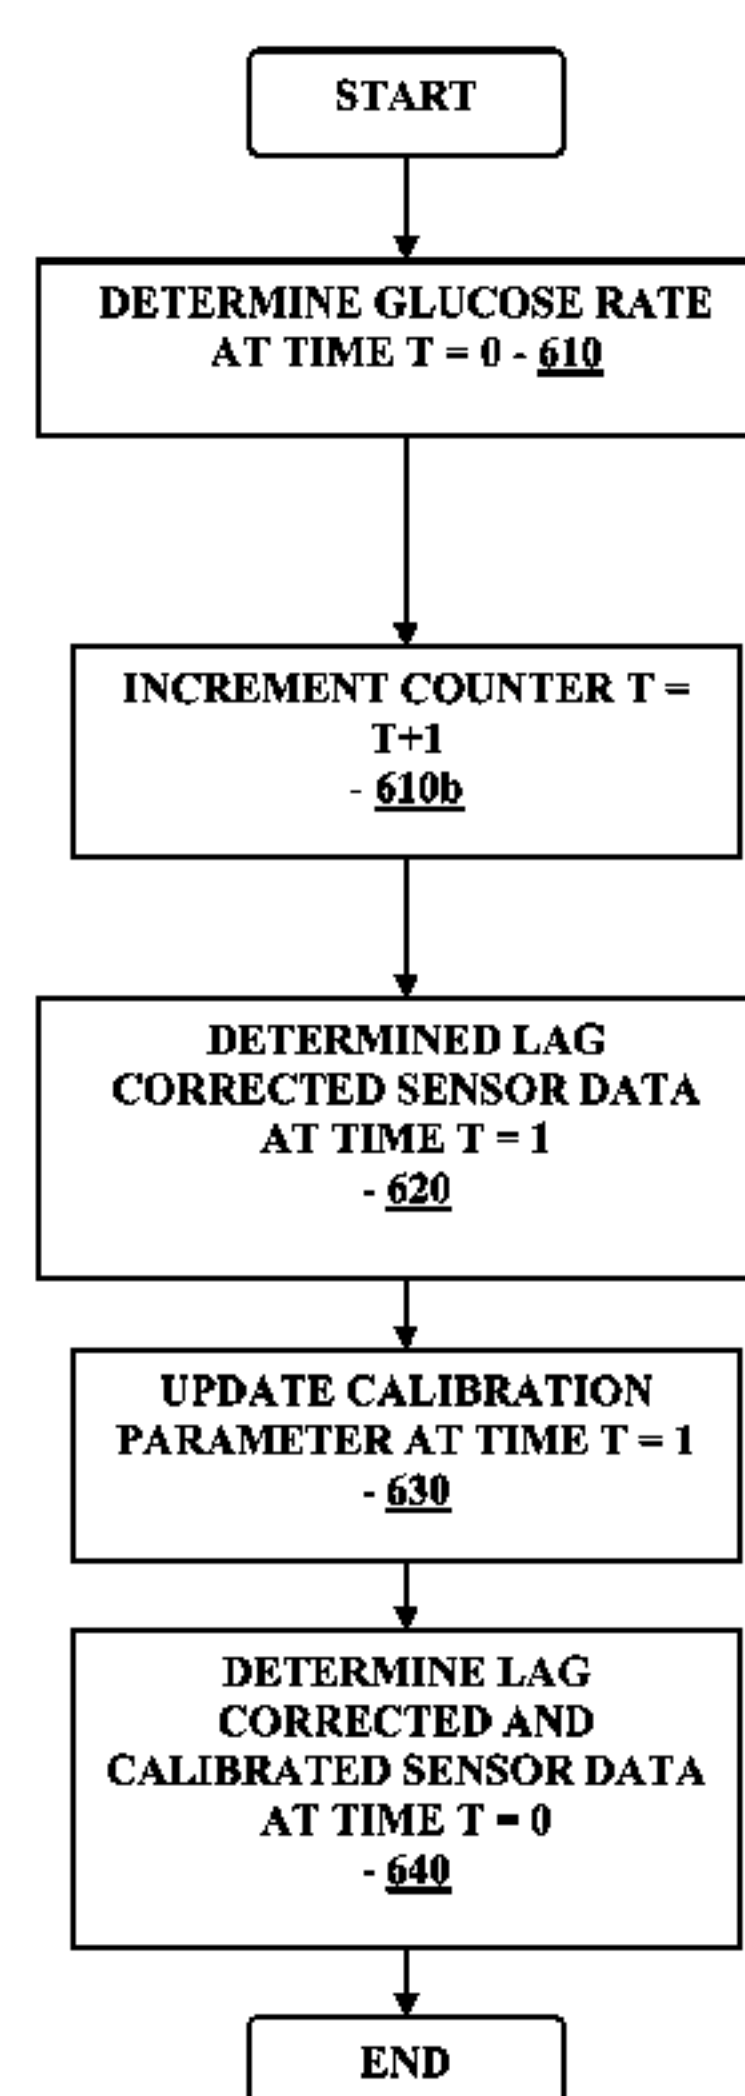 START
DETERMINE GLUCOSE RATE
AT TIME T = 0 - 610
INCREMENT COUNTER T =
T+1
- 610b
DETERMINED LAG
CORRECTED SENSOR DATA
AT TIME T = 1
- 620
UPDATE CALIBRATION
PARAMETER AT TIME T = 1
- 630
DETERMINE LAG
CORRECTED AND
CALIBRATED SENSOR DATA
AT TIME T = 0
- 640
END